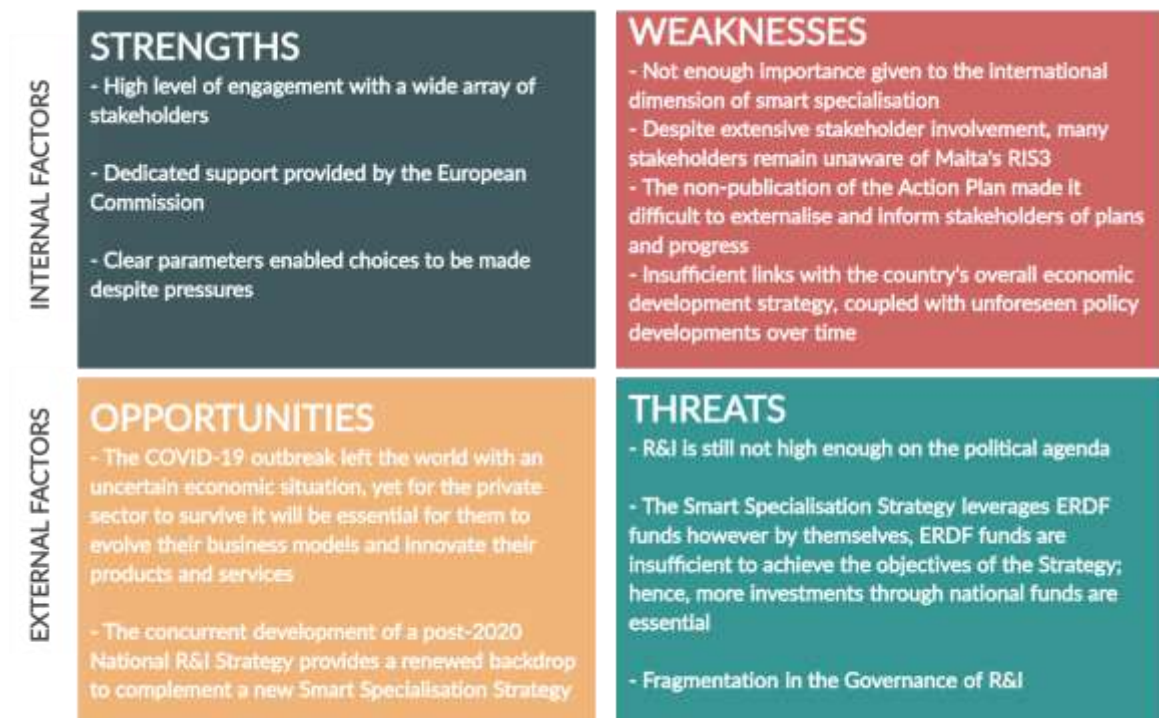 INTERNAL FACTORS
STRENGTHS
- High level of engagement with a wide array of
stakeholders
- Dedicated support provided by the European
Commission
- Clear parameters enabled choices to be made
despite pressures
WEAKNESSES
- Not enough importance given to the international
dimension of smart specialisation
- Despite extensive stakeholder involvement, many
stakeholders remain unaware of Malta's RIS3
- The non-publication of the Action Plan made it
difficult to externalise and inform stakeholders of plans
and progress
- Insufficient links with the country's overall economic
development strategy, coupled with unforeseen policy
developments over time
EXTERNAL FACTORS
OPPORTUNITIES
- The COVID-19 outbreak left the world with an
uncertain economic situation, yet for the private
sector to survive it will be essential for them to
evolve their business models and innovate their
products and services
- The concurrent development of a post-2020
National R&I Strategy provides a renewed backdrop
to complement a new Smart Specialisation Strategy
THREATS
- R&I is still not high enough on the political agenda
- The Smart Specialisation Strategy leverages ERDF
funds however by themselves, ERDF funds are
insufficient to achieve the objectives of the Strategy;
hence, more investments through national funds are
essential
- Fragmentation in the Governance of R&I